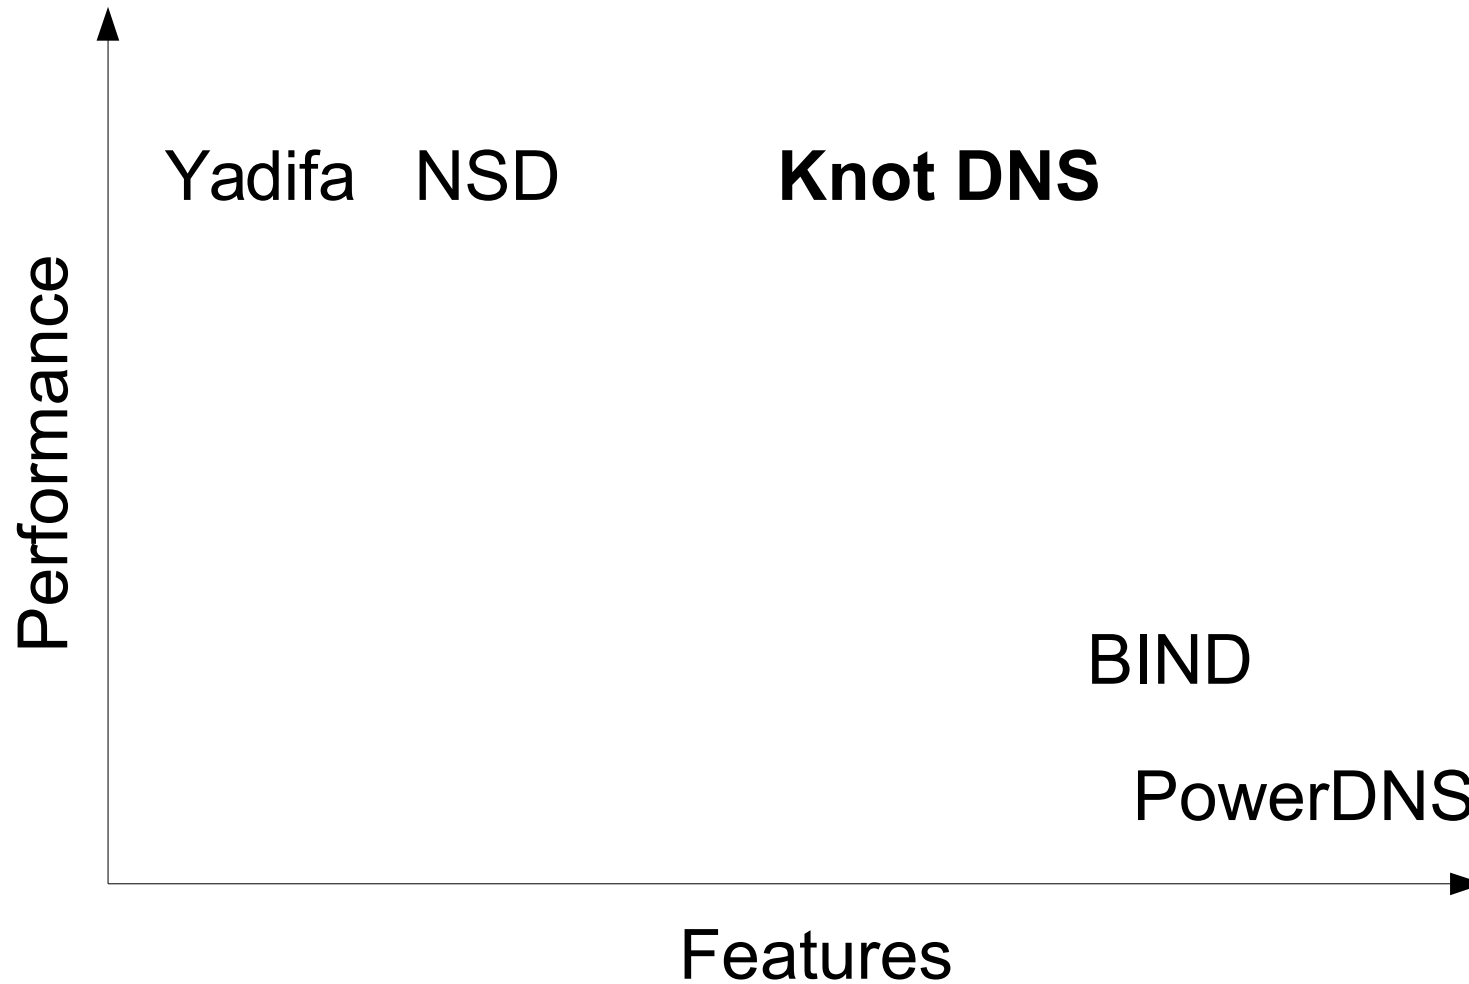 Yadifa NSD Knot DNS
Performance
BIND
PowerDNS
Features